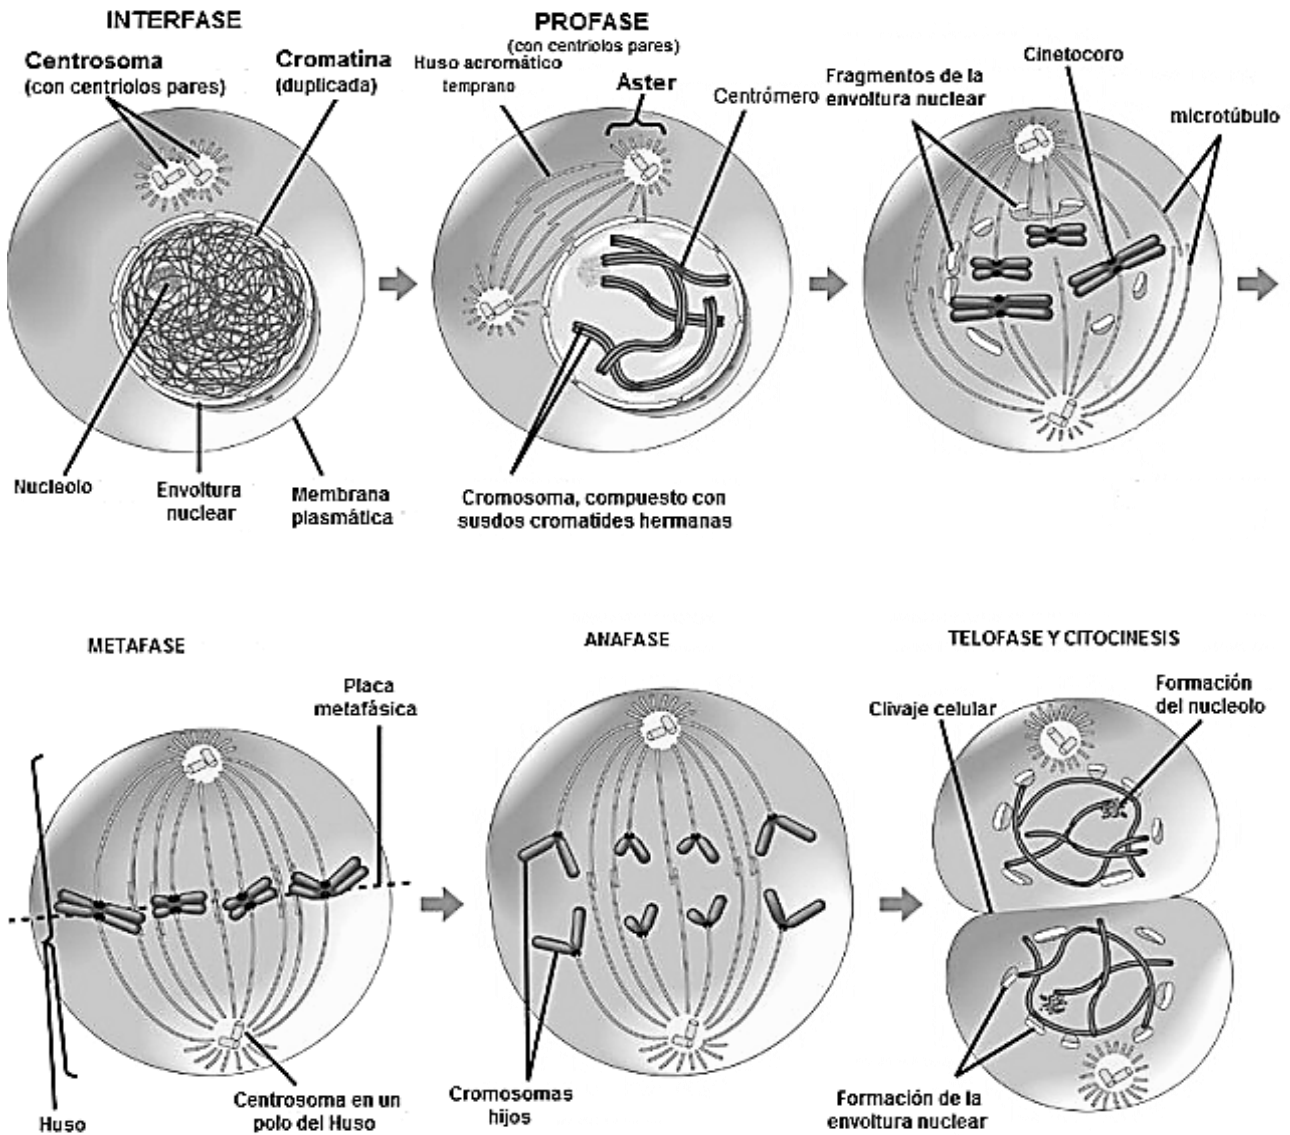 INTERFASE
Centrosoma
(con centriolos pares)
Cromatina
(duplicada)
Nucleolo
Envoltura
nuclear
Membrana
plasmática
PROFASE
(con centriolos pares)
Huso acromático
temprano
Aster
Centrómero
Cromosoma, compuesto con
susdos cromatides hermanas
Fragmentos de la
envoltura nuclear
Cinetocoro
microtúbulo
METAFASE
Placa
metafásica
Huso
Centrosoma en un
polo del Huso
ANAFASE
Cromosomas
hijos
TELOFASE Y CITOCINESIS
Clivaje celular
Formación
del nucleolo
Formación de la
envoltura nuclear